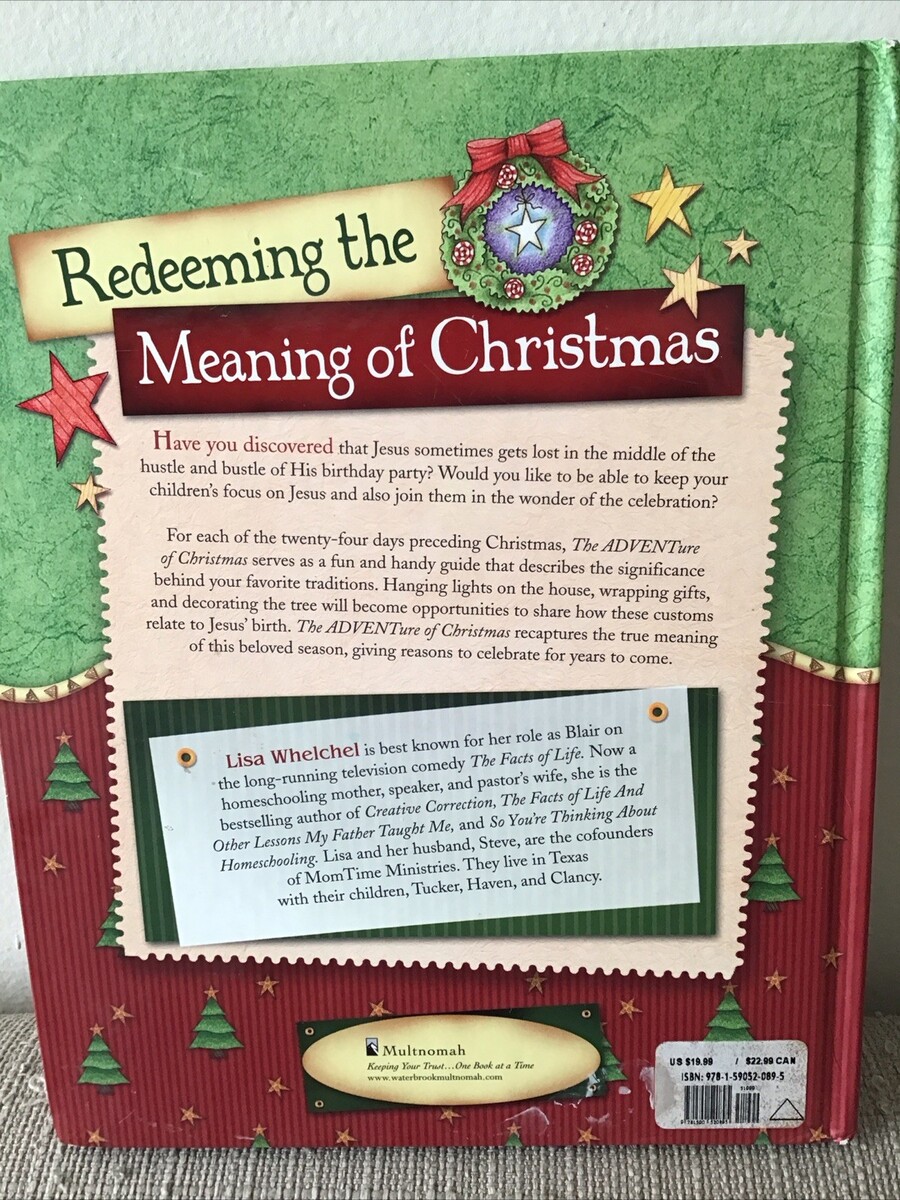 Redeeming the
Meaning of Christmas
Have you discovered that Jesus sometimes gets lost in the middle of the
hustle and bustle of His birthday party? Would you like to be able to keep your
children's focus on Jesus and also join them in the wonder of the celebration?
For each of the twenty-four days preceding Christmas, The ADVENTure
of Christmas serves as a fun and handy guide that describes the significance
behind your favorite traditions. Hanging lights on the house, wrapping gifts,
and decorating the tree will become opportunities to share how these customs
relate to Jesus' birth. The ADVENTure of Christmas recaptures the true meaning
of this beloved season, giving reasons to celebrate for years to come.
Lisa Whelchel is best known for her role as Blair on
the long-running television comedy The Facts of Life. Now a
homeschooling mother, speaker, and pastor's wife, she is the
bestselling author of Creative Correction, The Facts of Life And
Other Lessons My Father Taught Me, and So You're Thinking About
Homeschooling. Lisa and her husband, Steve, are the cofounders
of MomTime Ministries. They live in Texas
with their children, Tucker, Haven, and Clancy.
Multnomah
Keeping Your Trust...One Book at a Time
www.waterbrookmultnomah.com
US $19.99 / $22.99 CAN
ISBN: 978-1-59052-089-5